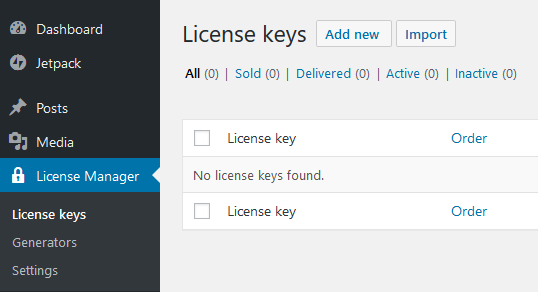 Dashboard
Jetpack
Posts
Media
License Manager
License keys
Generators
Settings
License keys Add new Import
All (0) | Sold (0) | Delivered (0) | Active (0) | Inactive (0)
License key Order
No license keys found.
License key Order